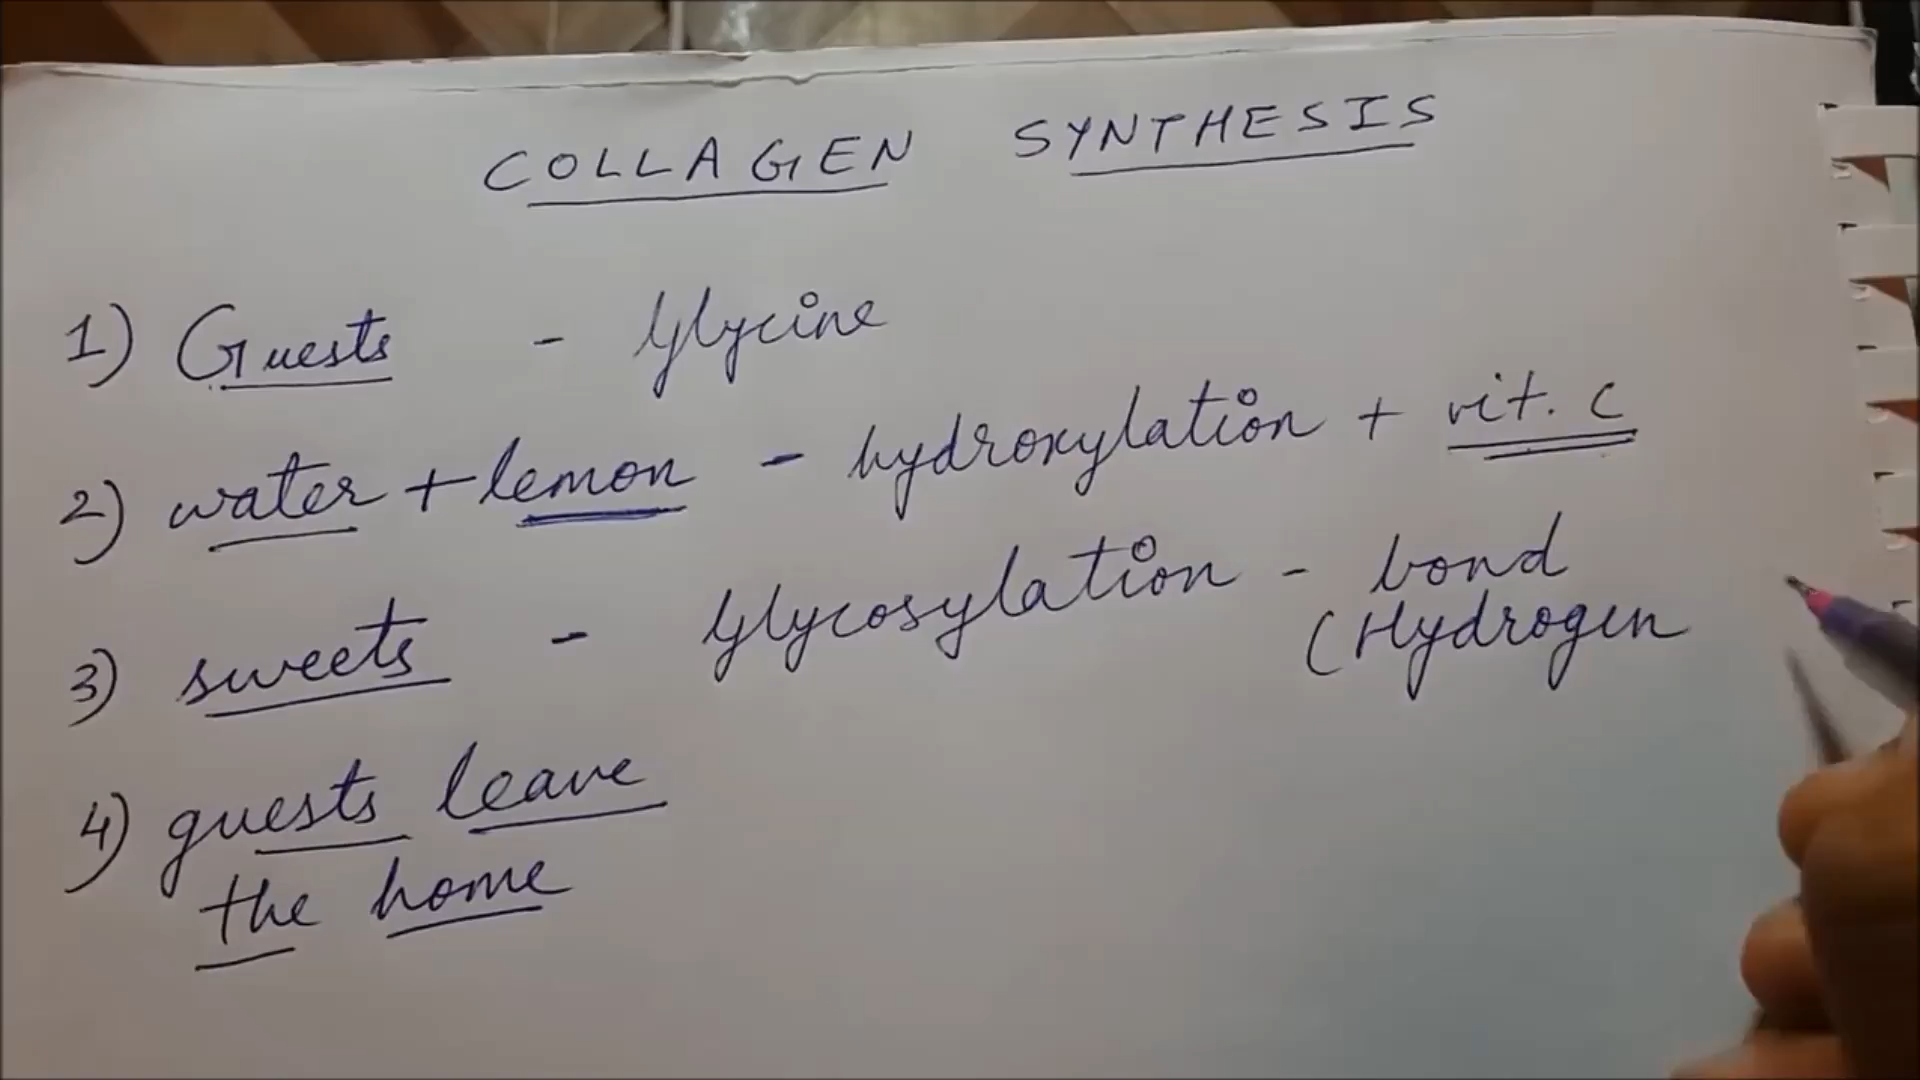 COLLAGEN SYNTHESIS
1) Guests - Glycine
2) water + lemon - hydroxylation + vit. C
3) sweets - Glycosylation - bond
(Hydrogen
4) guests leave
the home